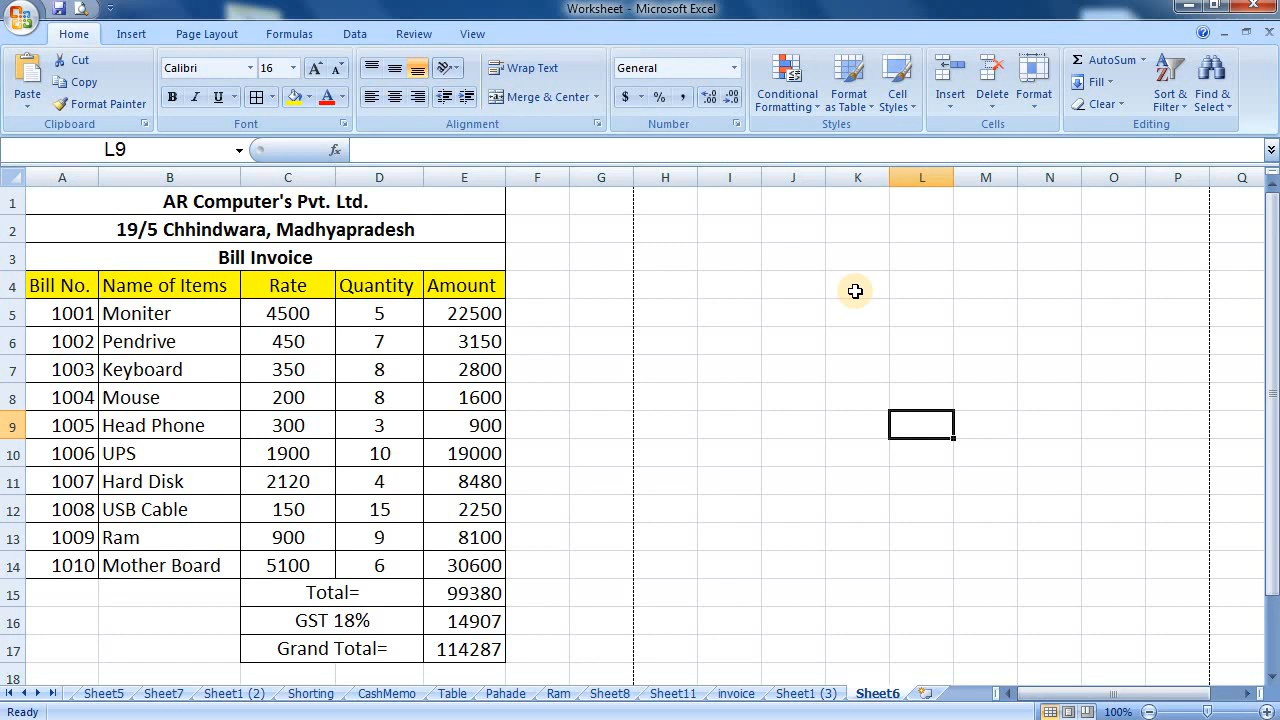 Worksheet - Microsoft Excel
Home Insert Page Layout Formulas Data Review View
Paste Cut Copy Format Painter Clipboard
Calibri 16 B I U A A A Font
Wrap Text Merge & Center Alignment
General $ % , Number
Conditional Formatting Format as Table Cell Styles Styles
Insert Delete Format Cells
Σ AutoSum Fill Clear Sort & Filter Find & Select Editing
L9 fx
A B C D E F G H I J K L M N O P Q
1 AR Computer's Pvt. Ltd.
2 19/5 Chhindwara, Madhyapradesh
3 Bill Invoice
4 Bill No. Name of Items Rate Quantity Amount
5 1001 Moniter 4500 5 22500
6 1002 Pendrive 450 7 3150
7 1003 Keyboard 350 8 2800
8 1004 Mouse 200 8 1600
9 1005 Head Phone 300 3 900
10 1006 UPS 1900 10 19000
11 1007 Hard Disk 2120 4 8480
12 1008 USB Cable 150 15 2250
13 1009 Ram 900 9 8100
14 1010 Mother Board 5100 6 30600
15 Total= 99380
16 GST 18% 14907
17 Grand Total= 114287
18
Sheet5 Sheet7 Sheet1 (2) Shorting CashMemo Table Pahade Ram Sheet8 Sheet11 invoice Sheet1 (3) Sheet6
Ready 100%